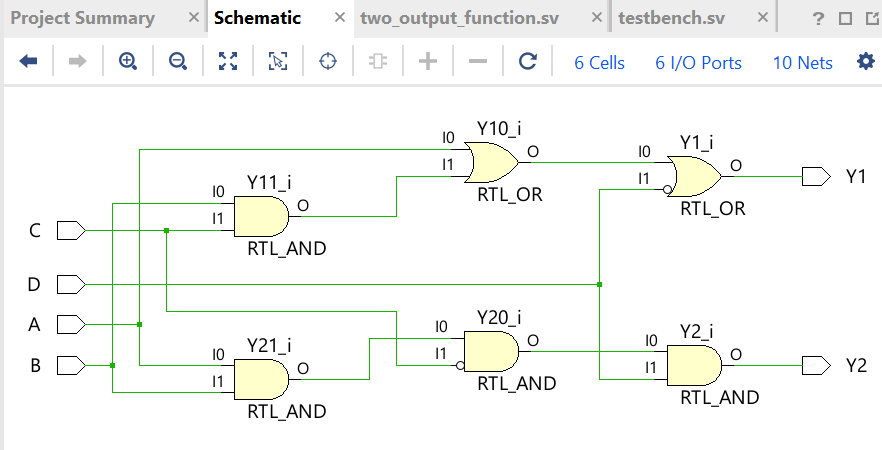 Project Summary × Schematic × two_output_function.sv × testbench.sv × ?
6 Cells 6 I/O Ports 10 Nets
Y10_i
I0
O
I1
RTL_OR
Y1_i
I0
O
I1
RTL_OR
Y1
Y11_i
I0
O
I1
RTL_AND
C
D
A
B
Y21_i
I0
O
I1
RTL_AND
Y20_i
I0
O
I1
RTL_AND
Y2_i
I0
O
I1
RTL_AND
Y2